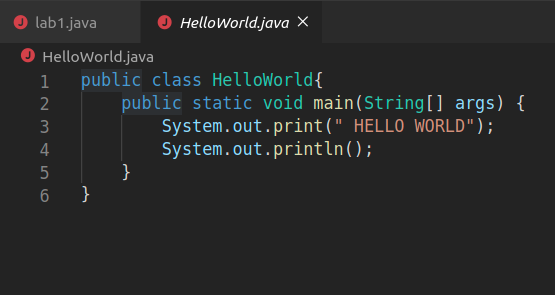 lab1.java HelloWorld.java ×
HelloWorld.java
1 public class HelloWorld{
2     public static void main(String[] args) {
3         System.out.print(" HELLO WORLD");
4         System.out.println();
5     }
6 }